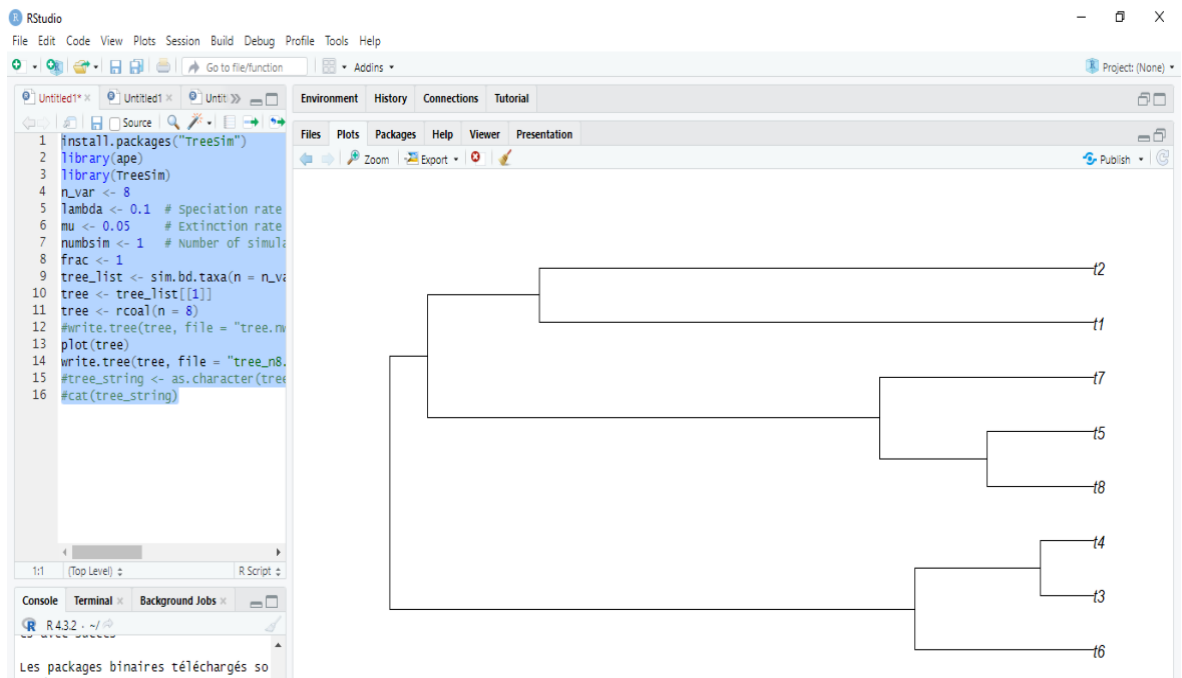 RStudio
File Edit Code View Plots Session Build Debug Profile Tools Help
Go to file/function
Addins
Project: (None)
Untitled1*
Untitled1
Untit
Source
1 install.packages("TreeSim")
2 library(ape)
3 library(TreeSim)
4 n_var <- 8
5 lambda <- 0.1 # Speciation rate
6 mu <- 0.05 # Extinction rate
7 numbsim <- 1 # Number of simula
8 frac <- 1
9 tree_list <- sim.bd.taxa(n = n_va
10 tree <- tree_list[[1]]
11 tree <- rcoal(n = 8)
12 #write.tree(tree, file = "tree.nw
13 plot(tree)
14 write.tree(tree, file = "tree_n8.
15 #tree_string <- as.character(tree
16 #cat(tree_string)
1:1 (Top Level) R Script
Console Terminal Background Jobs
R 4.3.2 · ~/
Les packages binaires téléchargés so
Environment History Connections Tutorial
Files Plots Packages Help Viewer Presentation
Zoom Export Publish
t2
t1
t7
t5
t8
t4
t3
t6